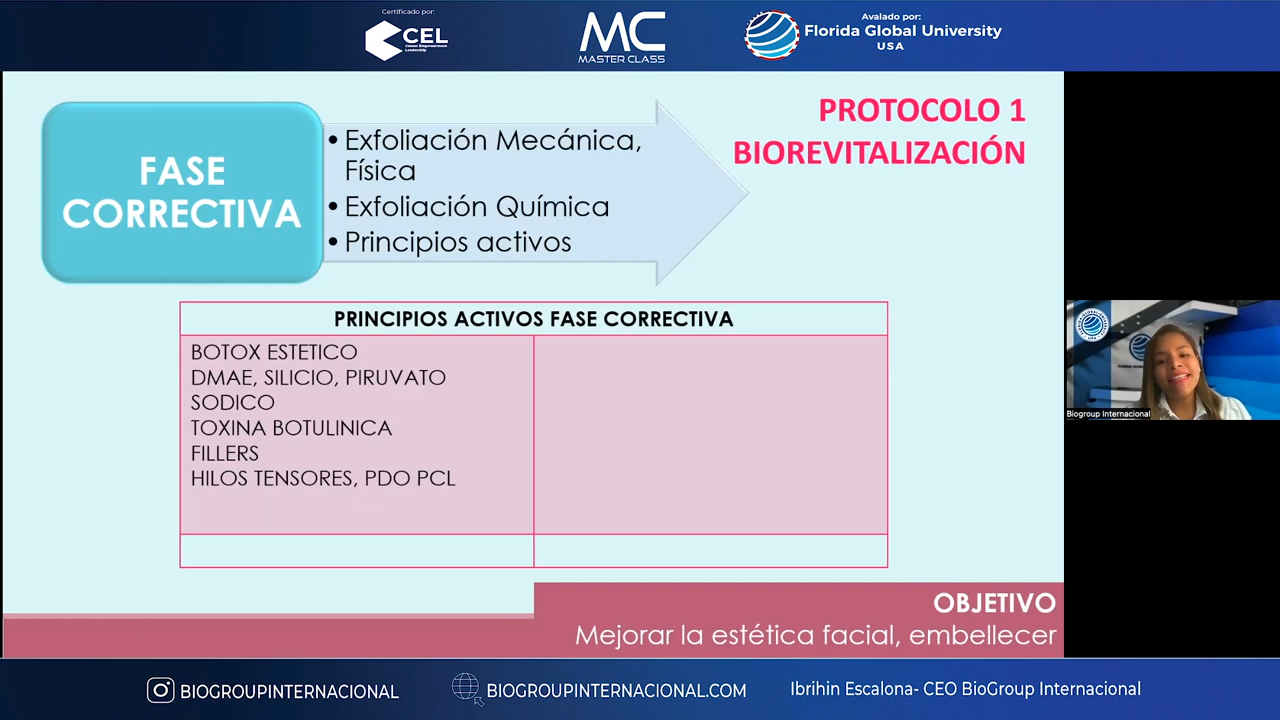 Certificado por:
CEL
Career Empowerment
Leadership
MC
MASTER CLASS
Avalado por:
Florida Global University
USA
FASE
CORRECTIVA
• Exfoliación Mecánica,
Física
• Exfoliación Química
• Principios activos
PROTOCOLO 1
BIOREVITALIZACIÓN
PRINCIPIOS ACTIVOS FASE CORRECTIVA
BOTOX ESTETICO
DMAE, SILICIO, PIRUVATO
SODICO
TOXINA BOTULINICA
FILLERS
HILOS TENSORES, PDO PCL
Biogroup Internacional
OBJETIVO
Mejorar la estética facial, embellecer
BIOGROUPINTERNACIONAL
BIOGROUPINTERNACIONAL.COM
Ibrihin Escalona- CEO BioGroup Internacional